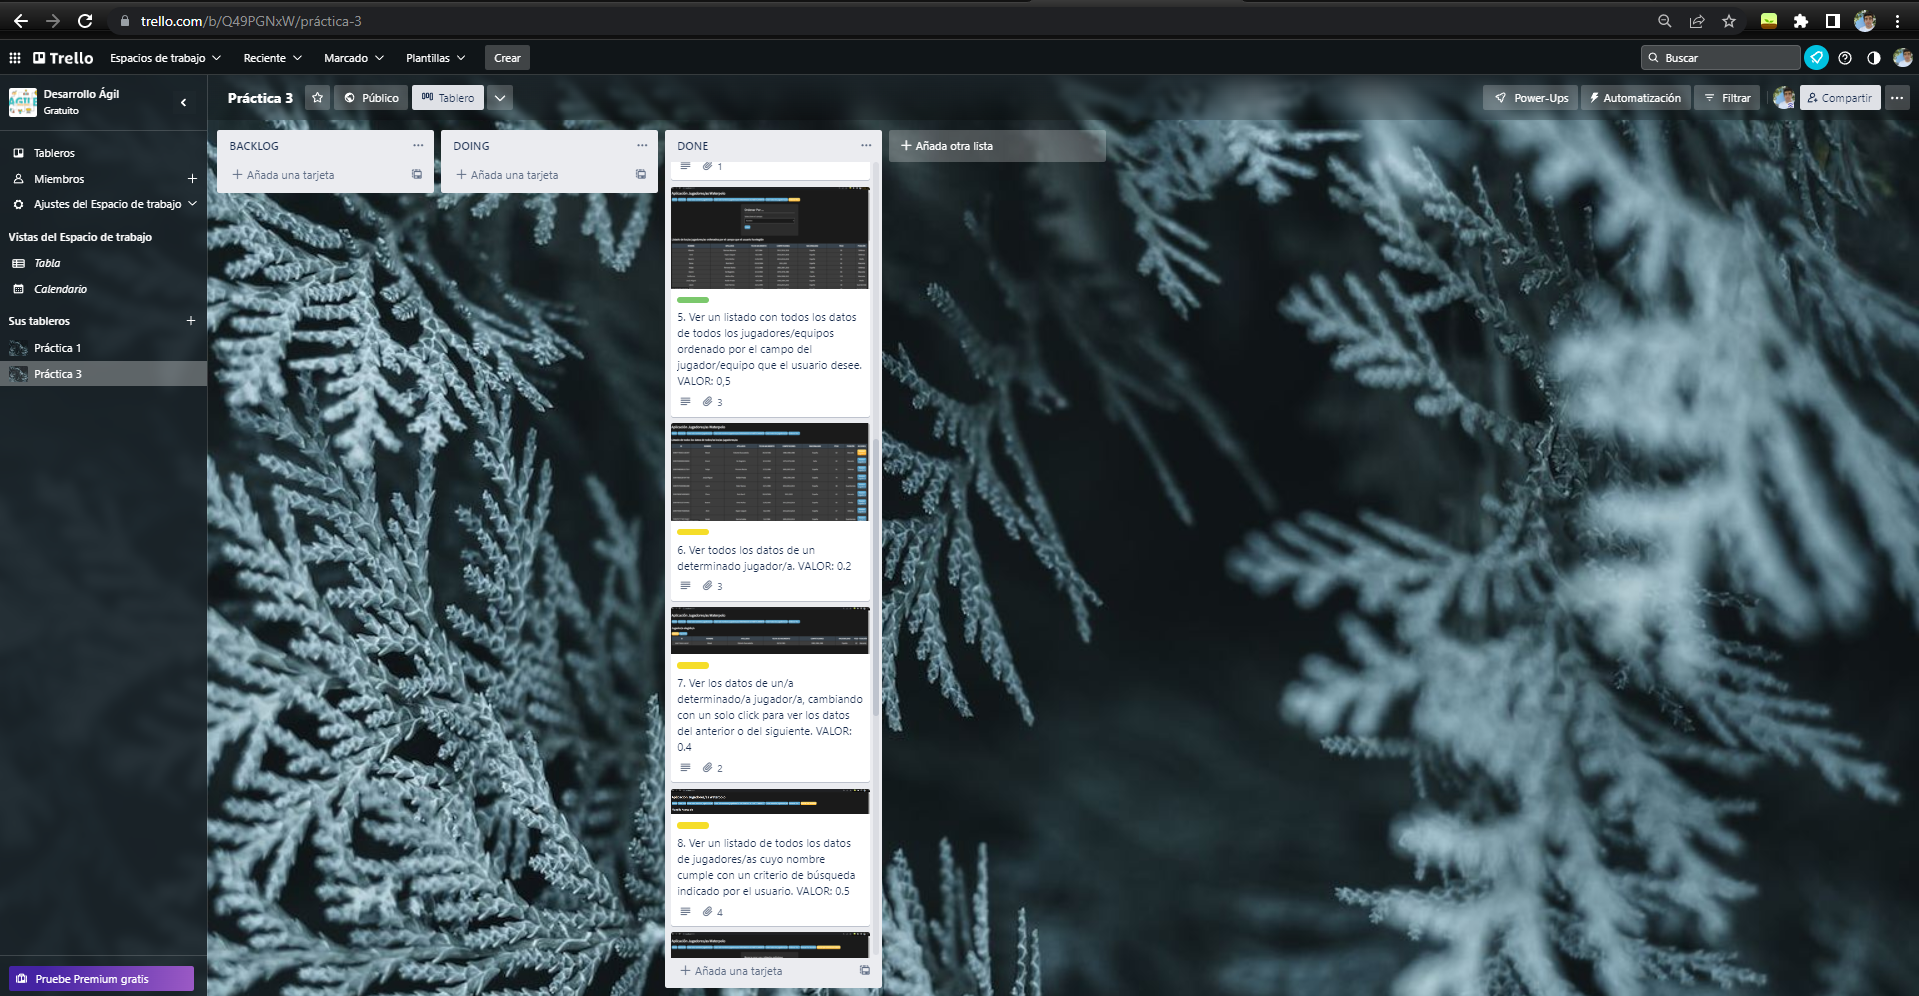 trello.com/b/Q49PGNxW/práctica-3
Trello
Espacios de trabajo
Reciente
Marcado
Plantillas
Crear
Buscar
Desarrollo Ágil
Gratuito
Práctica 3
Público
Tablero
Power-Ups
Automatización
Filtrar
Compartir
Tableros
Miembros
Ajustes del Espacio de trabajo
Vistas del Espacio de trabajo
Tabla
Calendario
Sus tableros
Práctica 1
Práctica 3
Pruebe Premium gratis
BACKLOG
Añada una tarjeta
DOING
Añada una tarjeta
DONE
1
5. Ver un listado con todos los datos
de todos los jugadores/equipos
ordenado por el campo del
jugador/equipo que el usuario desee.
VALOR: 0,5
3
6. Ver todos los datos de un
determinado jugador/a. VALOR: 0.2
3
7. Ver los datos de un/a
determinado/a jugador/a, cambiando
con un solo click para ver los datos
del anterior o del siguiente. VALOR:
0.4
2
8. Ver un listado de todos los datos
de jugadores/as cuyo nombre
cumple con un criterio de búsqueda
indicado por el usuario. VALOR: 0.5
4
Añada una tarjeta
Añada otra lista